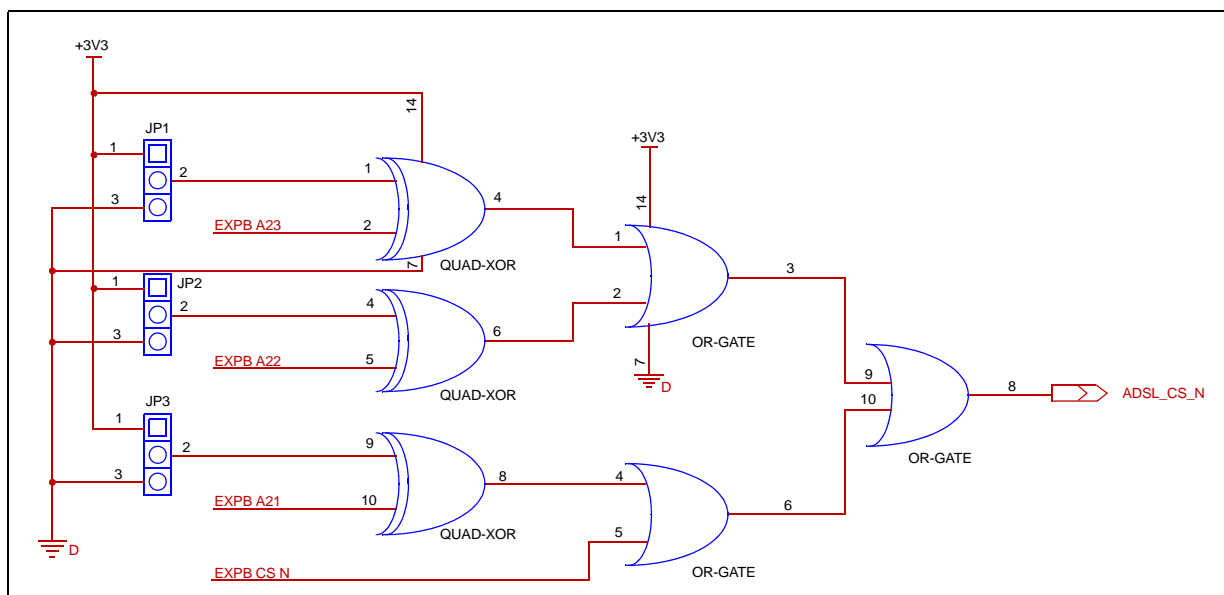 +3V3
14
JP1
1
2
3
1
EXPB A23
2
4
7
QUAD-XOR
+3V3
14
1
2
3
7
D
OR-GATE
JP2
1
2
3
4
EXPB A22
5
6
QUAD-XOR
9
10
8
ADSL_CS_N
OR-GATE
JP3
1
2
3
9
EXPB A21
10
8
QUAD-XOR
4
5
6
OR-GATE
D
EXPB CS N